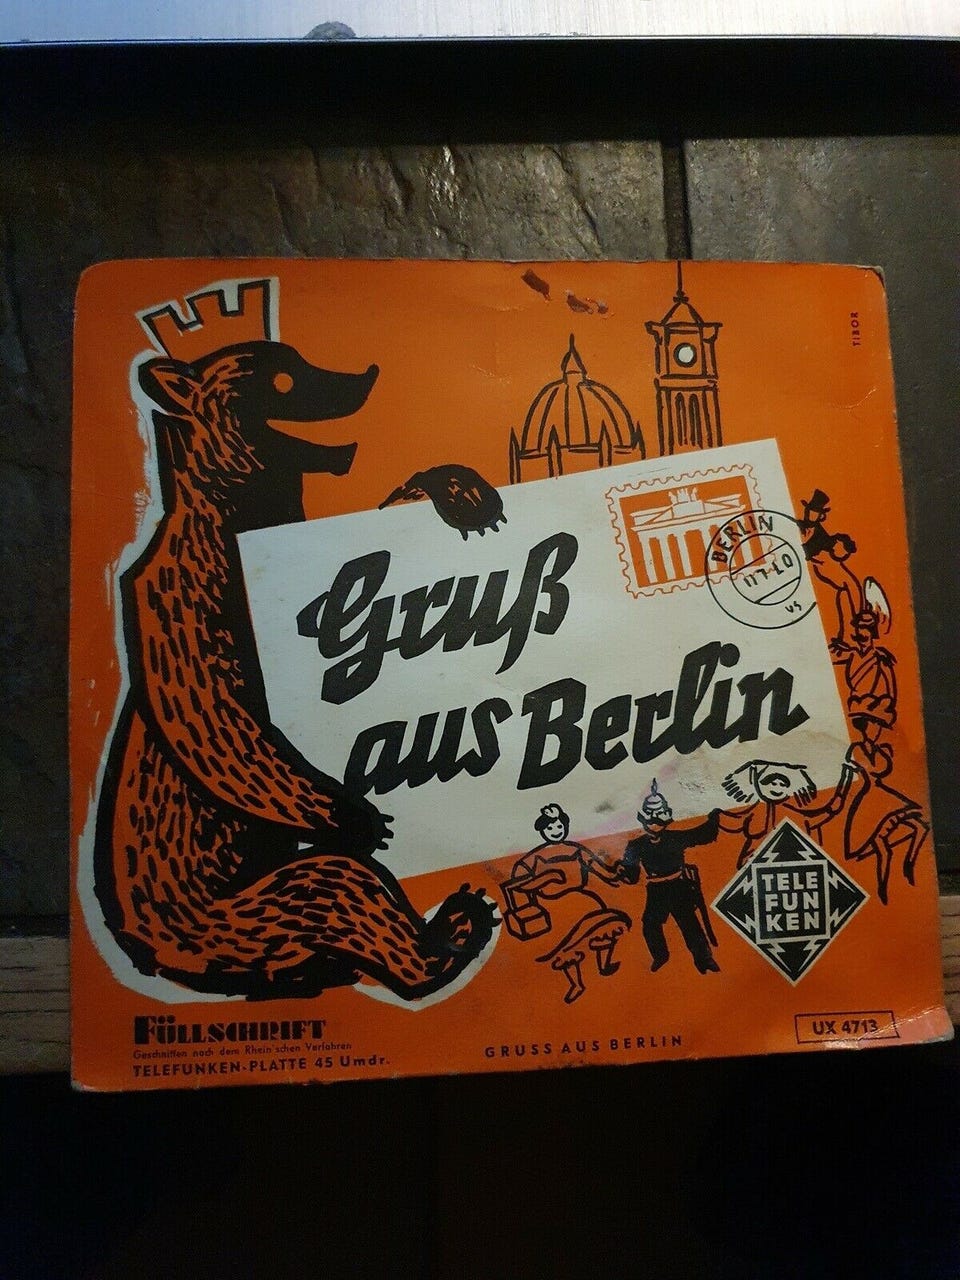 TIBOR
BERLIN
Gruß
aus Berlin
TELE
FUN
KEN
FÜLLSCHRIFT
Geschnitten nach dem Rhein'schen Verfahren
TELEFUNKEN-PLATTE 45 Umdr.
GRUSS AUS BERLIN
UX 4713